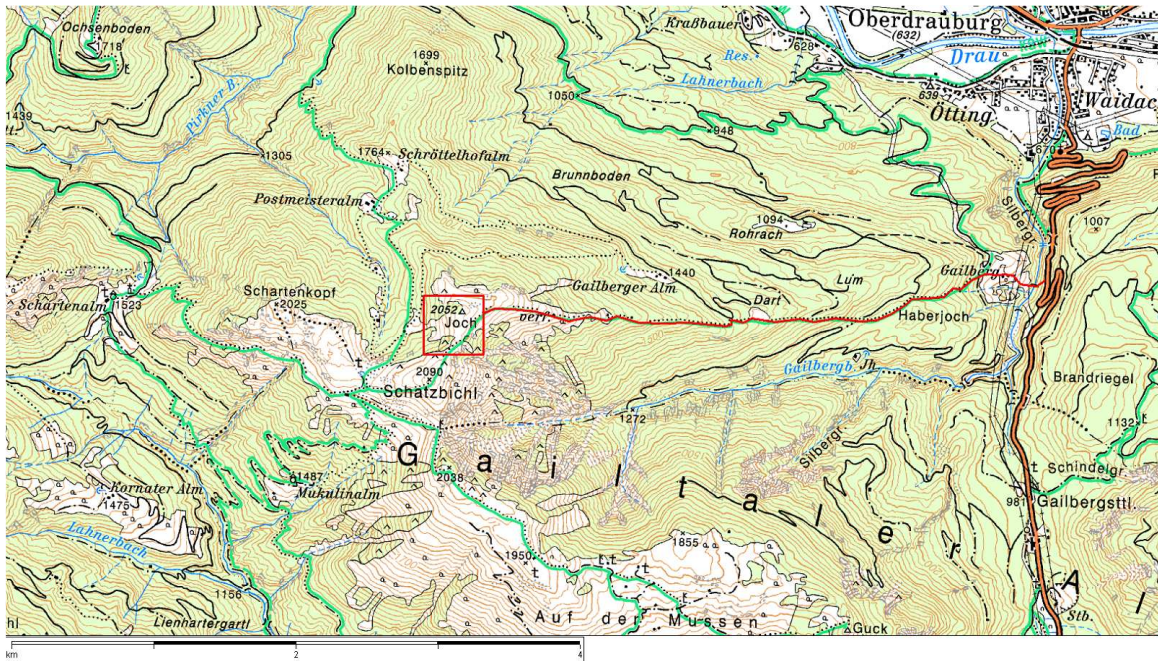 Ochsenboden
1718
Kraßbauer
628
Oberdrauburg
(632)
Drau
1699
Kolbenspitz
Res.
Lahnerbach
1050
639
Waidac
1439
Pirkner B.
948
Ötting
Bad
670
1305
1764
Schröttelhofalm
Brunnboden
Silbergr.
Postmeisteralm
1094
Rohrach
1007
Gailberg
1440
Gailberger Alm
Lum
Schartenalm
1523
Schartenkopf
2025
2052
Joch
Dart
Haberjoch
2090
Schatzbichl
Gailbergb.
Jh.
Brandriegel
1272
1132
G a i l t a l e r A l
Silbergr.
Schindelgr.
Kornater Alm
1487
Mukulinalm
2038
1475
981
Gailbergsttl.
Lahnerbach
1950
1855
1156
Lienhartergartl
Auf der Mussen
Guck
Stb.
km
2
4